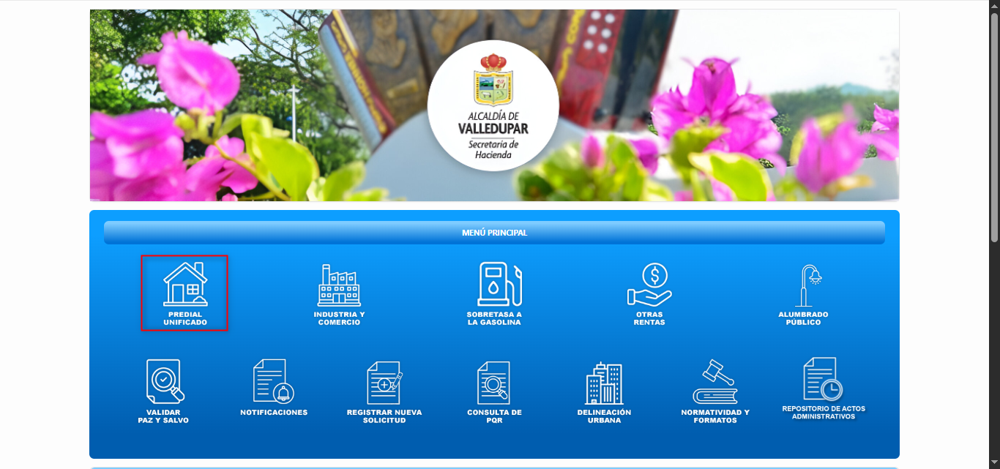 ALCALDÍA DE
VALLEDUPAR
Secretaría de
Hacienda
MENÚ PRINCIPAL
PREDIAL
UNIFICADO
INDUSTRIA Y
COMERCIO
SOBRETASA A
LA GASOLINA
OTRAS
RENTAS
ALUMBRADO
PÚBLICO
VALIDAR
PAZ Y SALVO
NOTIFICACIONES
REGISTRAR NUEVA
SOLICITUD
CONSULTA DE
PQR
DELINEACIÓN
URBANA
NORMATIVIDAD Y
FORMATOS
REPOSITORIO DE ACTOS
ADMINISTRATIVOS